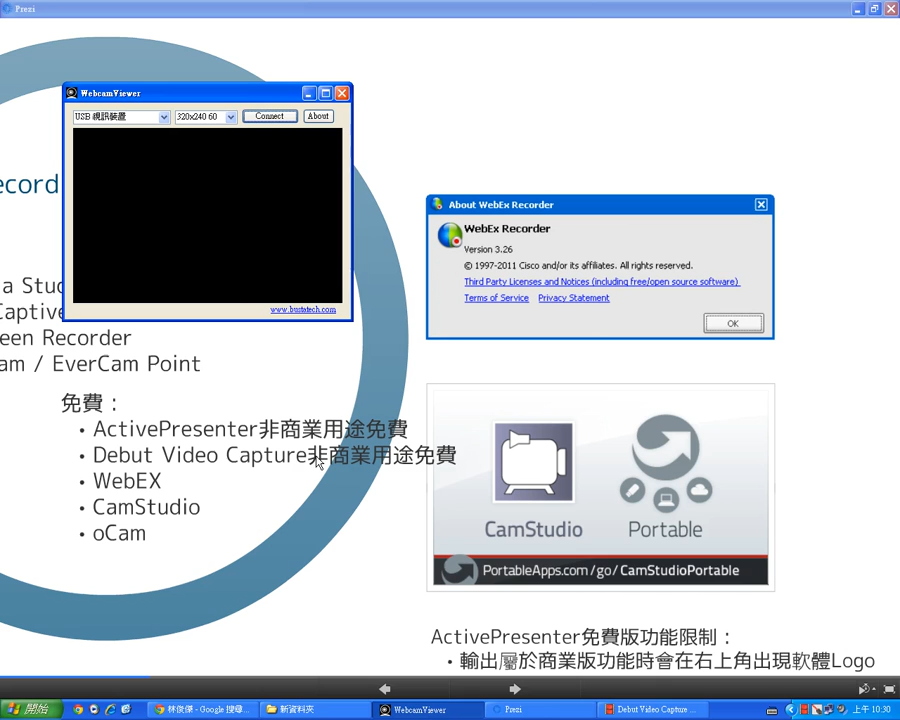 Prezi
WebcamViewer
USB 視訊裝置
320x240 60
Connect
About
www.bustatech.com
ecord
a Stud
Captive
een Recorder
am / EverCam Point
免費：
• ActivePresenter非商業用途免費
• Debut Video Capture非商業用途免費
• WebEX
• CamStudio
• oCam
About WebEx Recorder
WebEx Recorder
Version 3.26
© 1997-2011 Cisco and/or its affiliates. All rights reserved.
Third Party Licenses and Notices (including free/open source software)
Terms of Service Privacy Statement
OK
CamStudio
Portable
PortableApps.com/go/CamStudioPortable
ActivePresenter免費版功能限制：
• 輸出屬於商業版功能時會在右上角出現軟體Logo
開始
林俊傑 - Google 搜尋...
新資料夾
WebcamViewer
Prezi
Debut Video Capture ...
上午 10:30